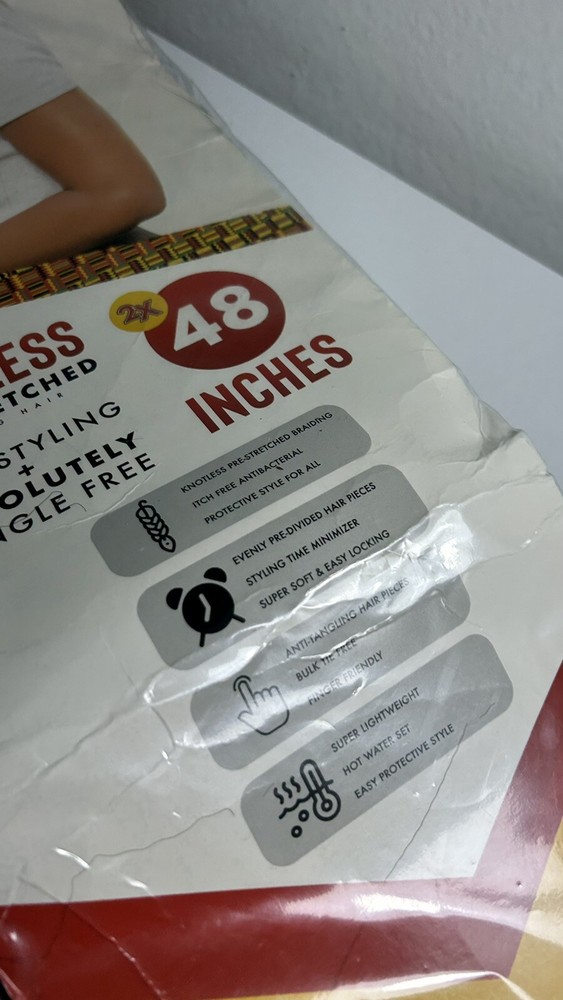 2X
48
INCHES
LESS
ETCHED
G HAIR
STYLING
+
OLUTELY
NGLE FREE
KNOTLESS PRE-STRETCHED BRAIDING
ITCH FREE ANTIBACTERIAL
PROTECTIVE STYLE FOR ALL
EVENLY PRE-DIVIDED HAIR PIECES
STYLING TIME MINIMIZER
SUPER SOFT & EASY LOCKING
ANTI-TANGLING HAIR PIECES
BULK TIE FREE
FINGER FRIENDLY
SUPER LIGHTWEIGHT
HOT WATER SET
EASY PROTECTIVE STYLE